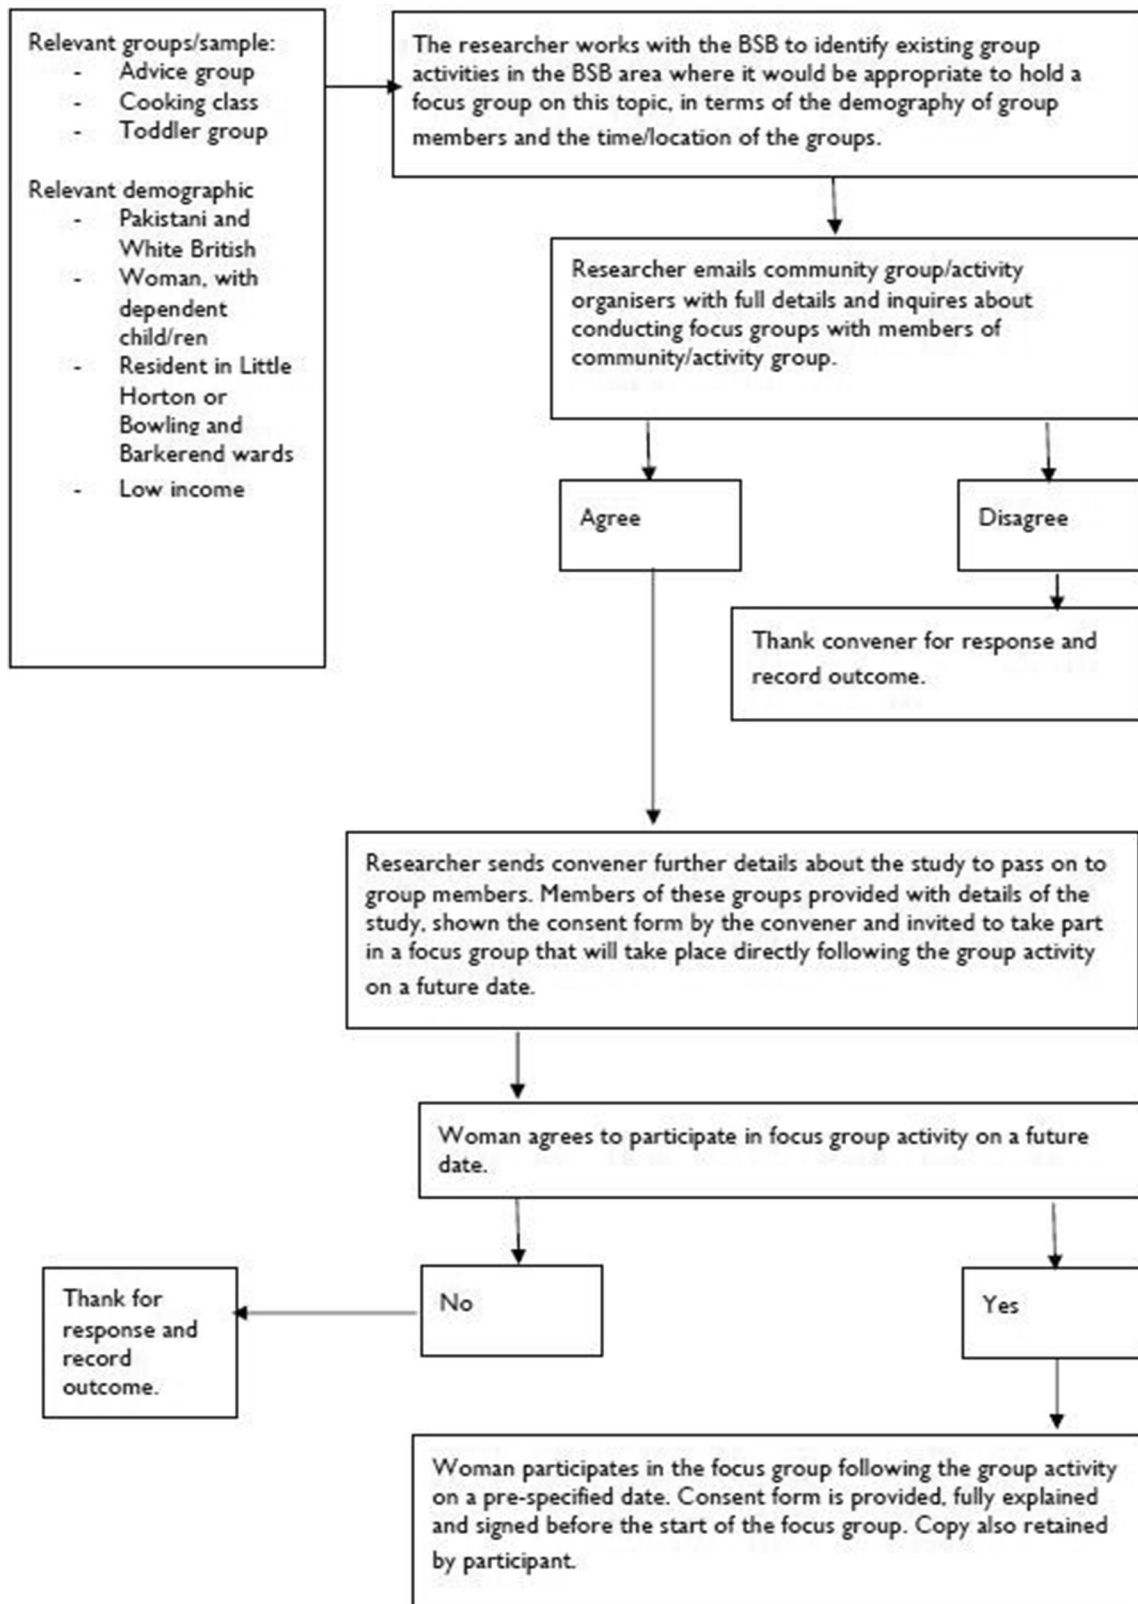 Relevant groups/sample:
- Advice group
- Cooking class
- Toddler group
Relevant demographic
- Pakistani and
White British
- Woman, with
dependent
child/ren
- Resident in Little
Horton or
Bowling and
Barkerend wards
- Low income
The researcher works with the BSB to identify existing group
activities in the BSB area where it would be appropriate to hold a
focus group on this topic, in terms of the demography of group
members and the time/location of the groups.
Researcher emails community group/activity
organisers with full details and inquires about
conducting focus groups with members of
community/activity group.
Agree
Disagree
Thank convener for response and
record outcome.
Researcher sends convener further details about the study to pass on to
group members. Members of these groups provided with details of the
study, shown the consent form by the convener and invited to take part
in a focus group that will take place directly following the group activity
on a future date.
Woman agrees to participate in focus group activity on a future
date.
No
Yes
Thank for
response and
record
outcome.
Woman participates in the focus group following the group activity
on a pre-specified date. Consent form is provided, fully explained
and signed before the start of the focus group. Copy also retained
by participant.